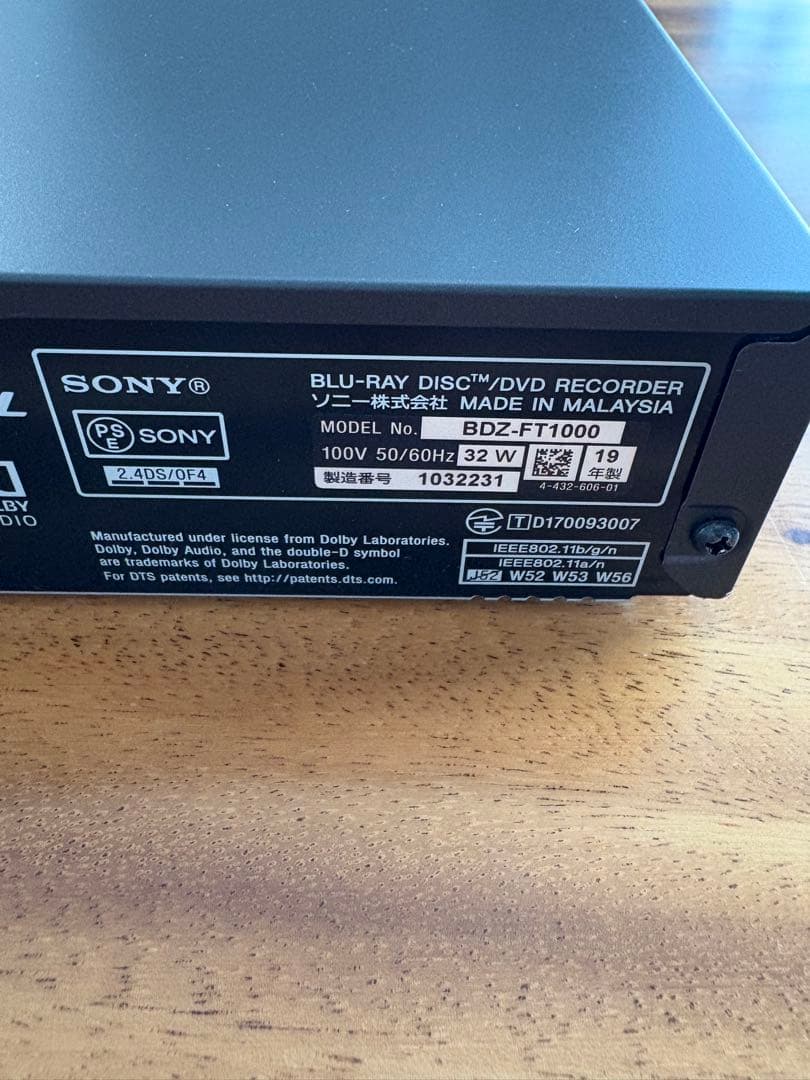 SONY®
BLU-RAY DISC™/DVD RECORDER
ソニー株式会社 MADE IN MALAYSIA
PS E SONY
MODEL No. BDZ-FT1000
100V 50/60Hz 32 W
19
年製
2.4DS/OF4
製造番号 1032231
4-432-606-01
Manufactured under license from Dolby Laboratories.
Dolby, Dolby Audio, and the double-D symbol
are trademarks of Dolby Laboratories.
For DTS patents, see http://patents.dts.com.
T D170093007
IEEE802.11b/g/n
IEEE802.11a/n
J52 W52 W53 W56